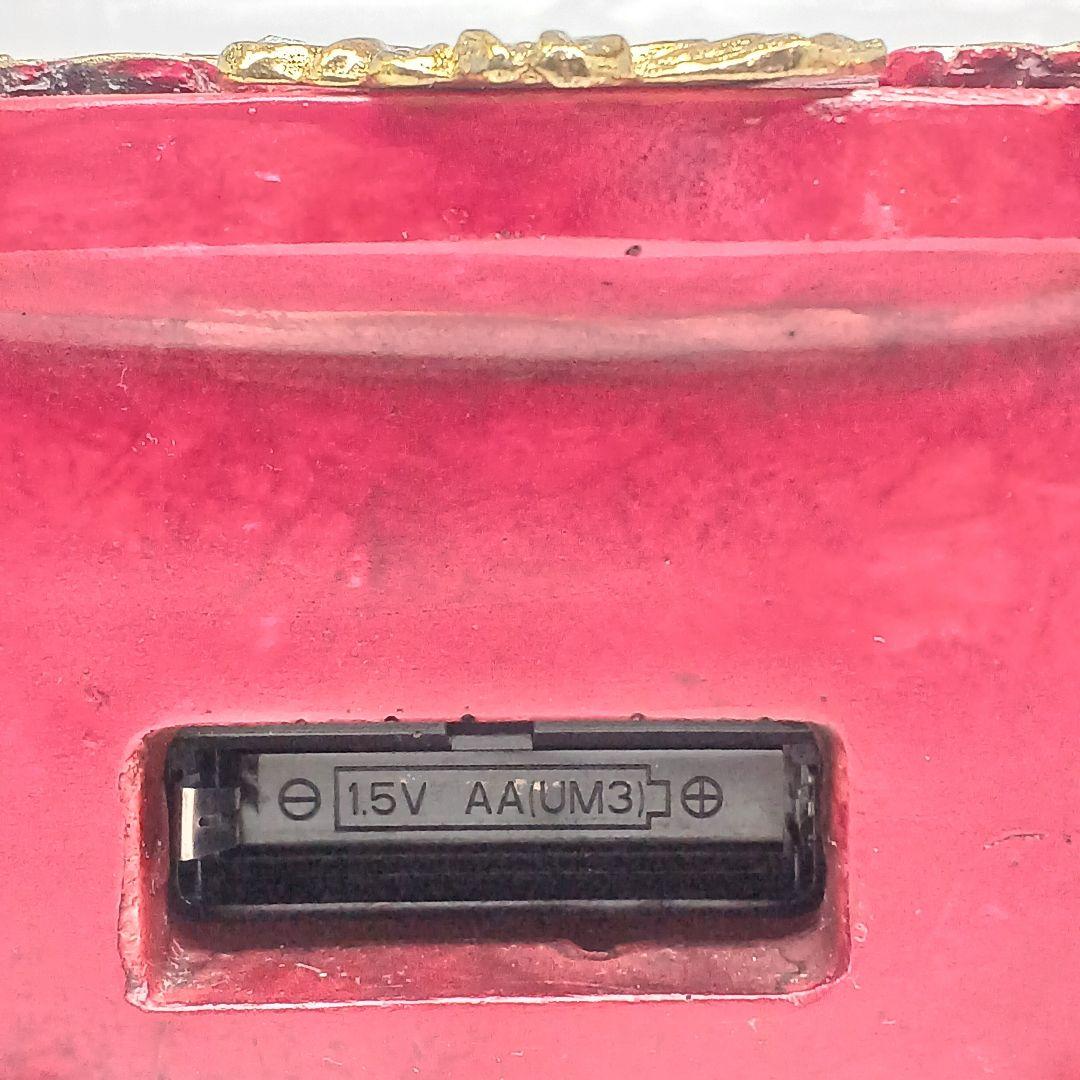 ⊖ 1.5V AA(UM3) ⊕